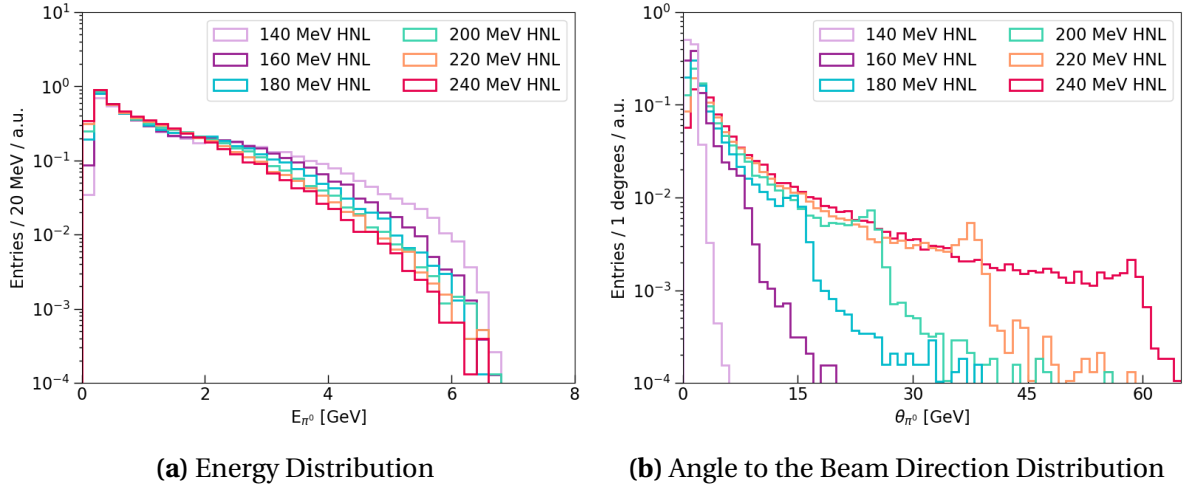 10¹
10⁰
10⁻¹
10⁻²
10⁻³
10⁻⁴
Entries / 20 MeV / a.u.
140 MeV HNL
160 MeV HNL
180 MeV HNL
200 MeV HNL
220 MeV HNL
240 MeV HNL
0 2 4 6 8
E_π⁰ [GeV]
(a) Energy Distribution
10⁰
10⁻¹
10⁻²
10⁻³
10⁻⁴
Entries / 1 degrees / a.u.
140 MeV HNL
160 MeV HNL
180 MeV HNL
200 MeV HNL
220 MeV HNL
240 MeV HNL
0 15 30 45 60
θ_π⁰ [GeV]
(b) Angle to the Beam Direction Distribution